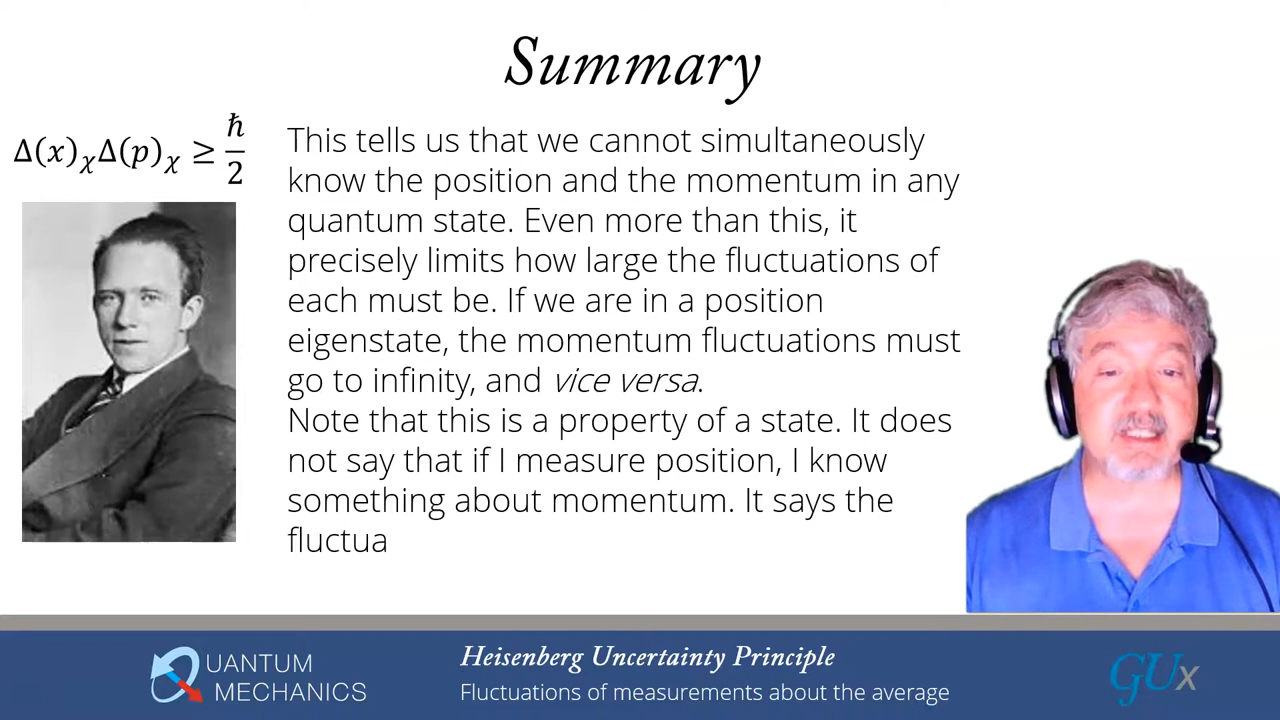 Summary
Δ(x)_χ Δ(p)_χ ≥ ℏ/2
This tells us that we cannot simultaneously
know the position and the momentum in any
quantum state. Even more than this, it
precisely limits how large the fluctuations of
each must be. If we are in a position
eigenstate, the momentum fluctuations must
go to infinity, and vice versa.
Note that this is a property of a state. It does
not say that if I measure position, I know
something about momentum. It says the
fluctua
QUANTUM
MECHANICS
Heisenberg Uncertainty Principle
Fluctuations of measurements about the average
GUx